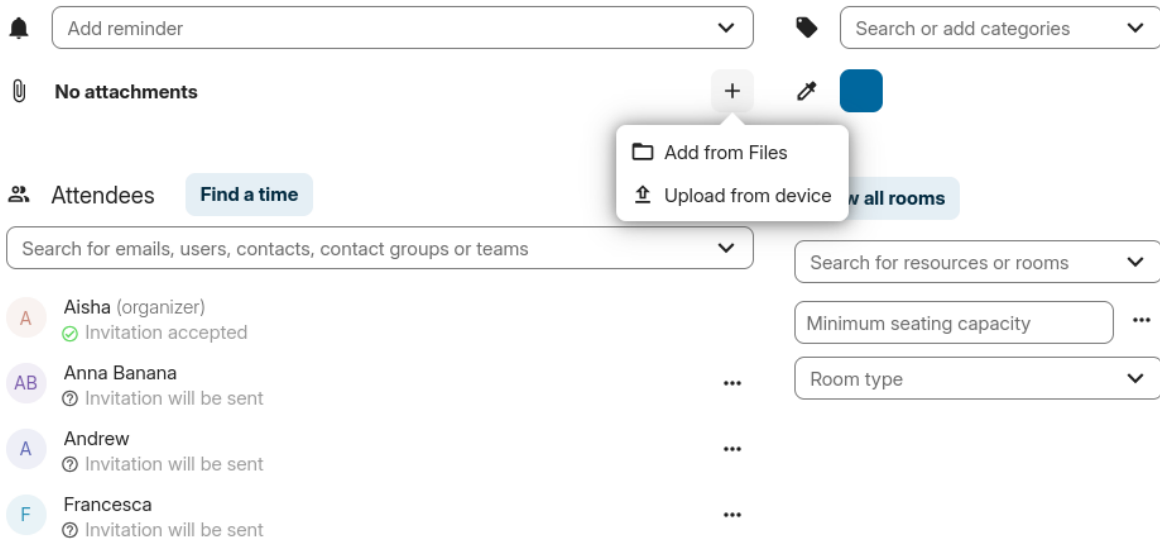 Add reminder
Search or add categories
No attachments
Add from Files
Upload from device
Attendees
Find a time
all rooms
Search for emails, users, contacts, contact groups or teams
Search for resources or rooms
A
Aisha (organizer)
Invitation accepted
Minimum seating capacity
AB
Anna Banana
Invitation will be sent
Room type
A
Andrew
Invitation will be sent
F
Francesca
Invitation will be sent